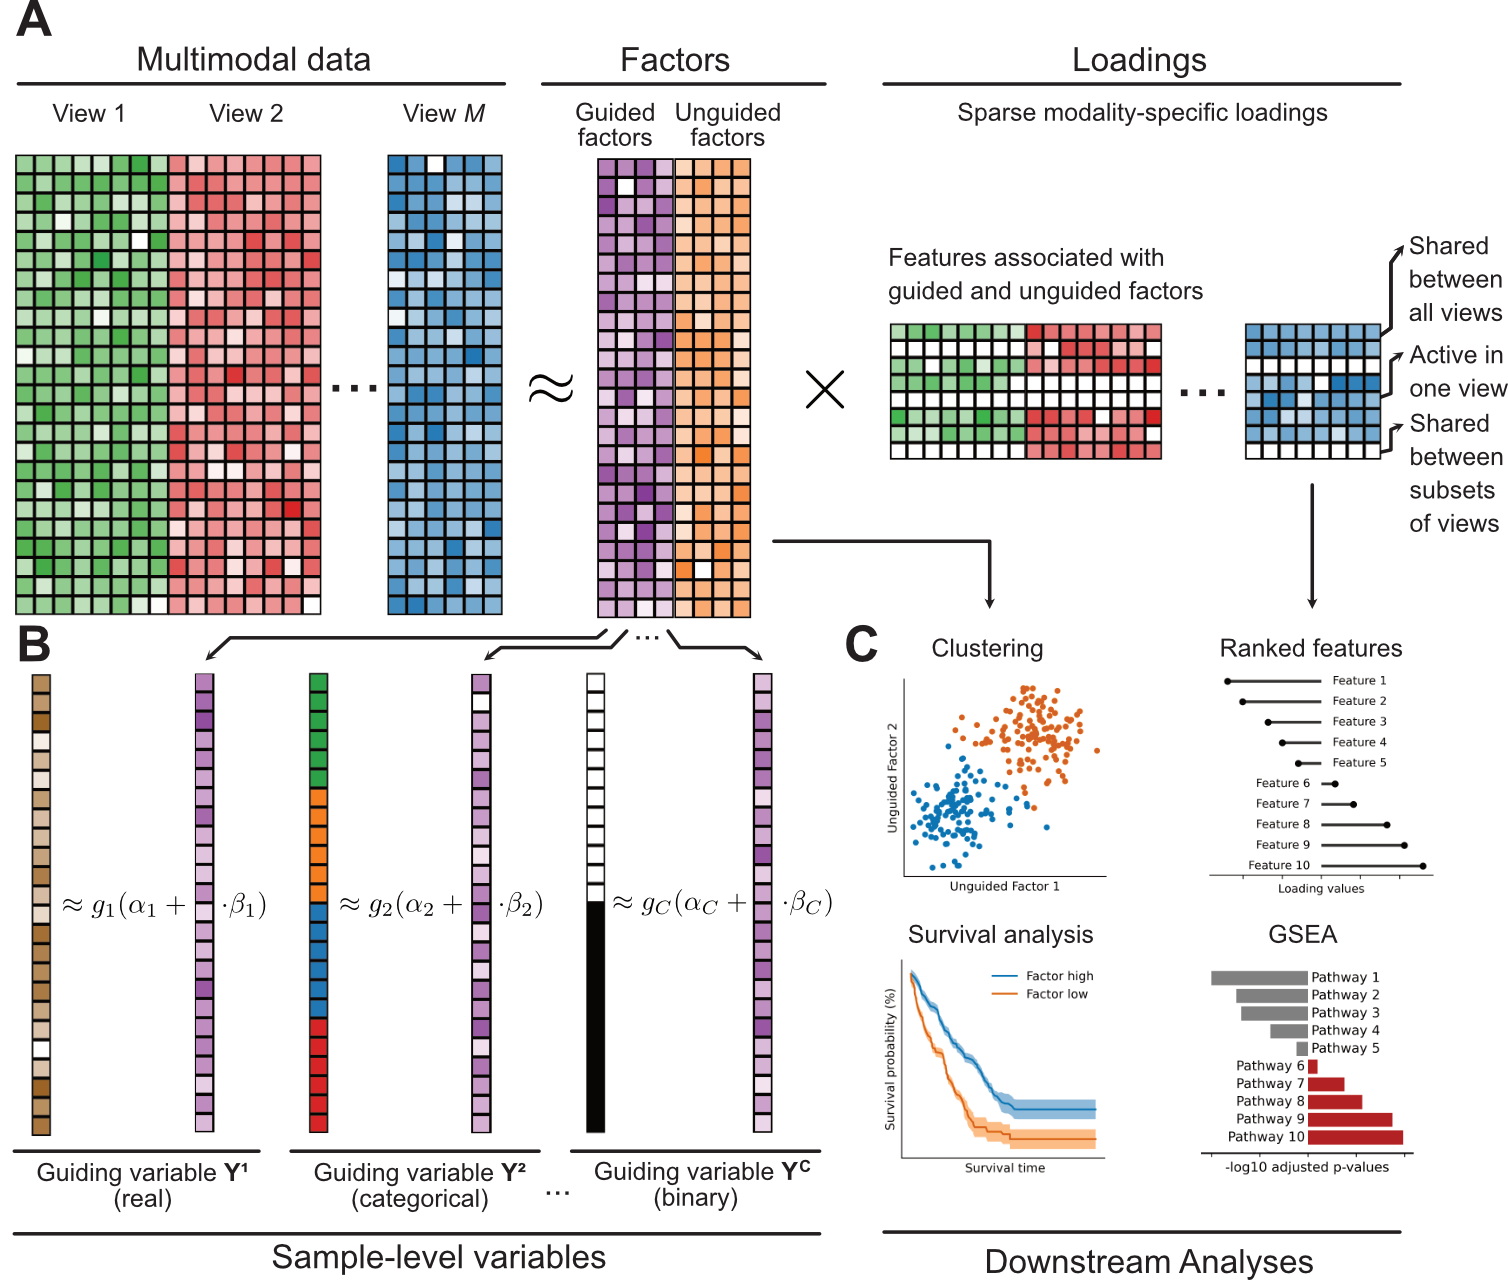 A
Multimodal data
Factors
Loadings
View 1
View 2
View M
Guided
factors
Unguided
factors
Sparse modality-specific loadings
Features associated with
guided and unguided factors
Shared
between
all views
Active in
one view
Shared
between
subsets
of views
...
≈
×
...
B
...
≈ g1(α1 + ·β1)
≈ g2(α2 + ·β2)
≈ gC(αC + ·βC)
Guiding variable Y¹
(real)
Guiding variable Y²
(categorical)
...
Guiding variable Yᶜ
(binary)
Sample-level variables
C
Clustering
Unguided Factor 2
Unguided Factor 1
Ranked features
Feature 1
Feature 2
Feature 3
Feature 4
Feature 5
Feature 6
Feature 7
Feature 8
Feature 9
Feature 10
Loading values
Survival analysis
Factor high
Factor low
Survival probability (%)
Survival time
GSEA
Pathway 1
Pathway 2
Pathway 3
Pathway 4
Pathway 5
Pathway 6
Pathway 7
Pathway 8
Pathway 9
Pathway 10
-log10 adjusted p-values
Downstream Analyses